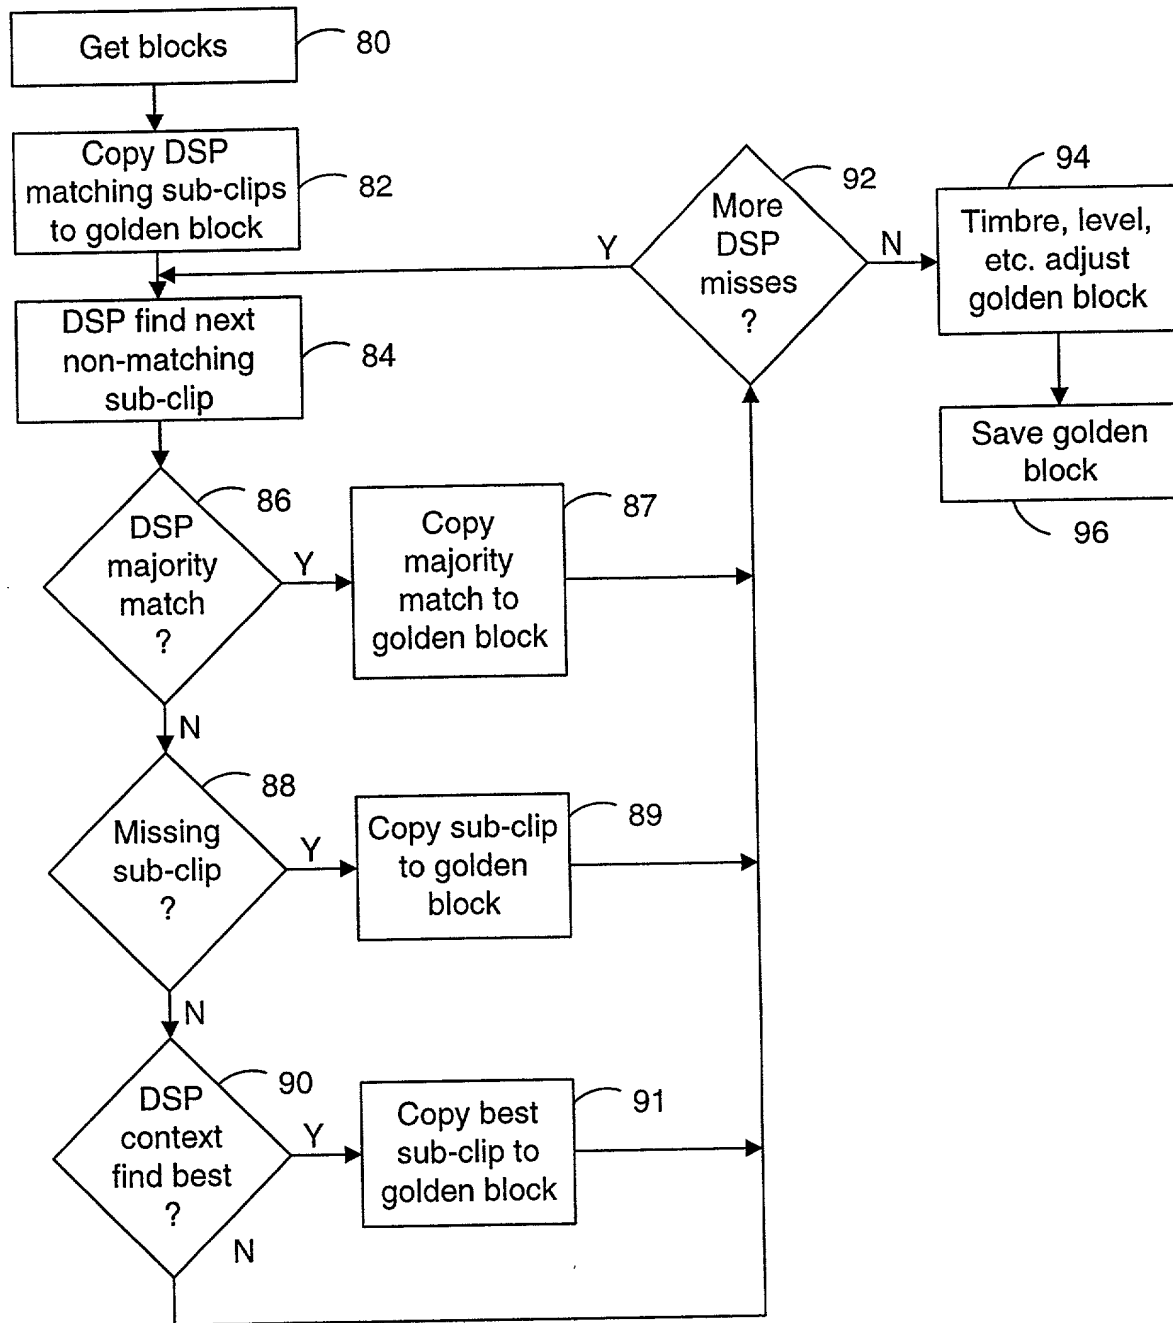 Get blocks
80
Copy DSP
matching sub-clips
to golden block
82
DSP find next
non-matching
sub-clip
84
DSP
majority
match
?
86
Y
N
Copy
majority
match to
golden block
87
Missing
sub-clip
?
88
Y
N
Copy sub-clip
to golden
block
89
DSP
context
find best
?
90
Y
N
Copy best
sub-clip to
golden block
91
More
DSP
misses
?
92
Y
N
Timbre, level,
etc. adjust
golden block
94
Save golden
block
96